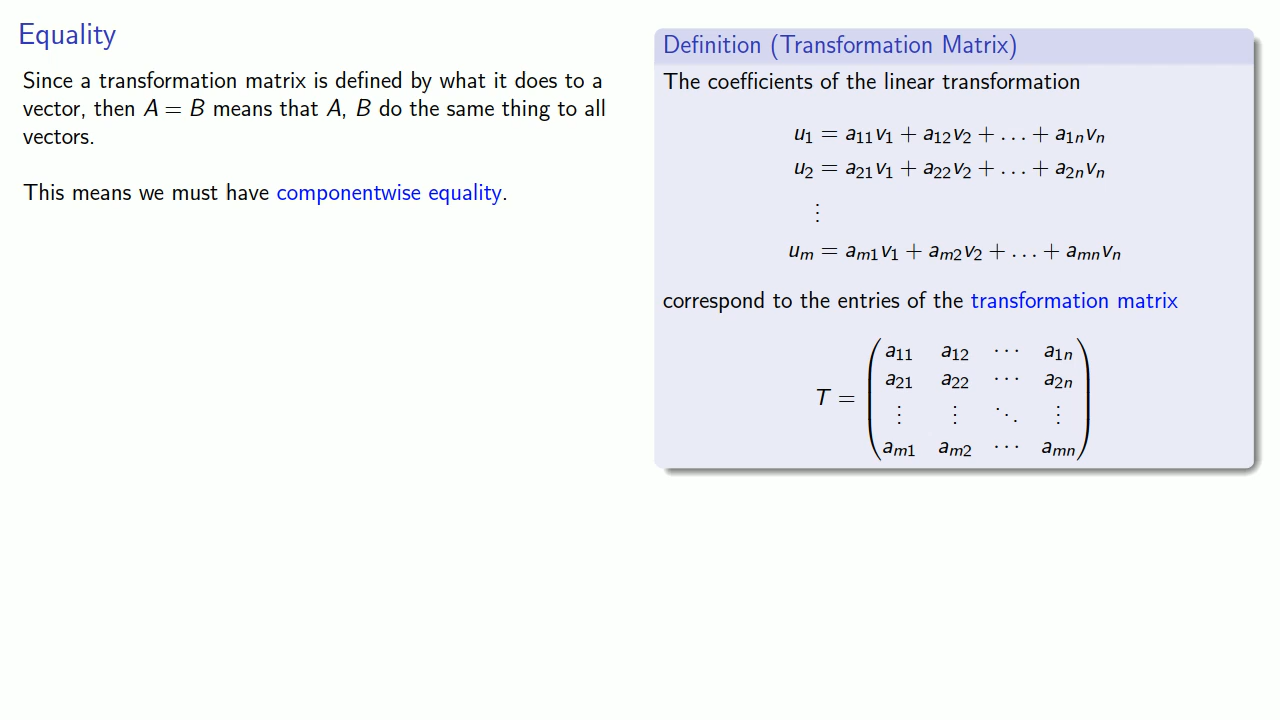 Equality
Since a transformation matrix is defined by what it does to a
vector, then A = B means that A, B do the same thing to all
vectors.
This means we must have componentwise equality.
Definition (Transformation Matrix)
The coefficients of the linear transformation
u₁ = a₁₁v₁ + a₁₂v₂ + … + a₁ₙvₙ
u₂ = a₂₁v₁ + a₂₂v₂ + … + a₂ₙvₙ
⋮
uₘ = aₘ₁v₁ + aₘ₂v₂ + … + aₘₙvₙ
correspond to the entries of the transformation matrix
T =
a₁₁ a₁₂ ⋯ a₁ₙ
a₂₁ a₂₂ ⋯ a₂ₙ
⋮ ⋮ ⋱ ⋮
aₘ₁ aₘ₂ ⋯ aₘₙ